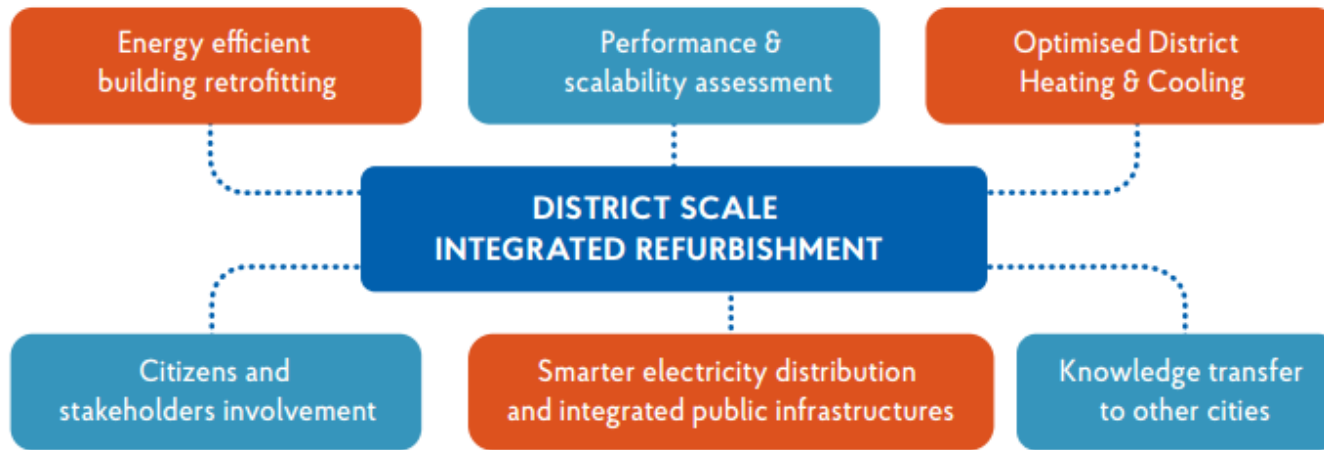 Energy efficient
building retrofitting
Performance &
scalability assessment
Optimised District
Heating & Cooling
DISTRICT SCALE
INTEGRATED REFURBISHMENT
Citizens and
stakeholders involvement
Smarter electricity distribution
and integrated public infrastructures
Knowledge transfer
to other cities